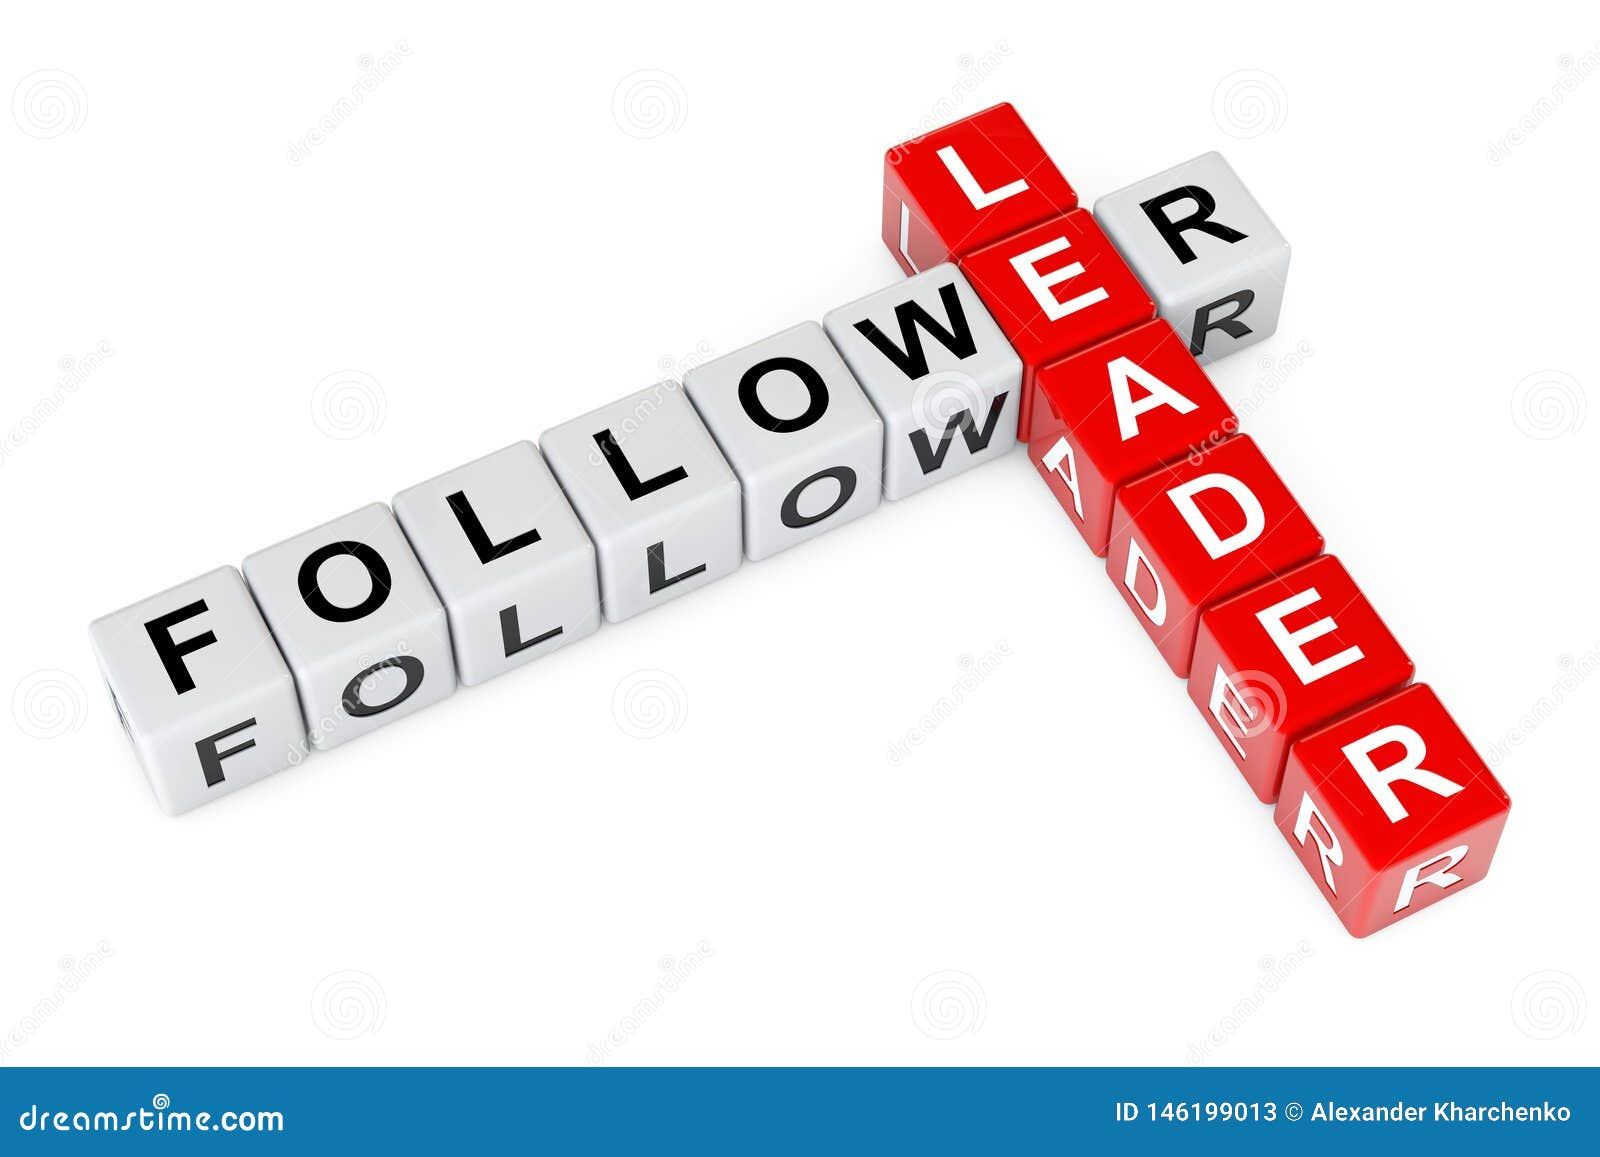 FOLLOWER
LEADER
dreamstime.com
ID 146199013 © Alexander Kharchenko